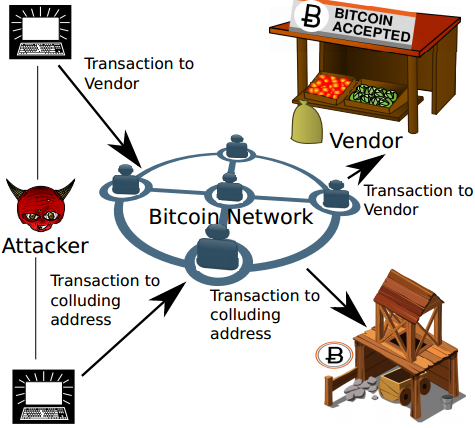 BITCOIN
ACCEPTED
Transaction to
Vendor
Vendor
Transaction to
Vendor
Bitcoin Network
Attacker
Transaction to
colluding
address
Transaction to
colluding
address